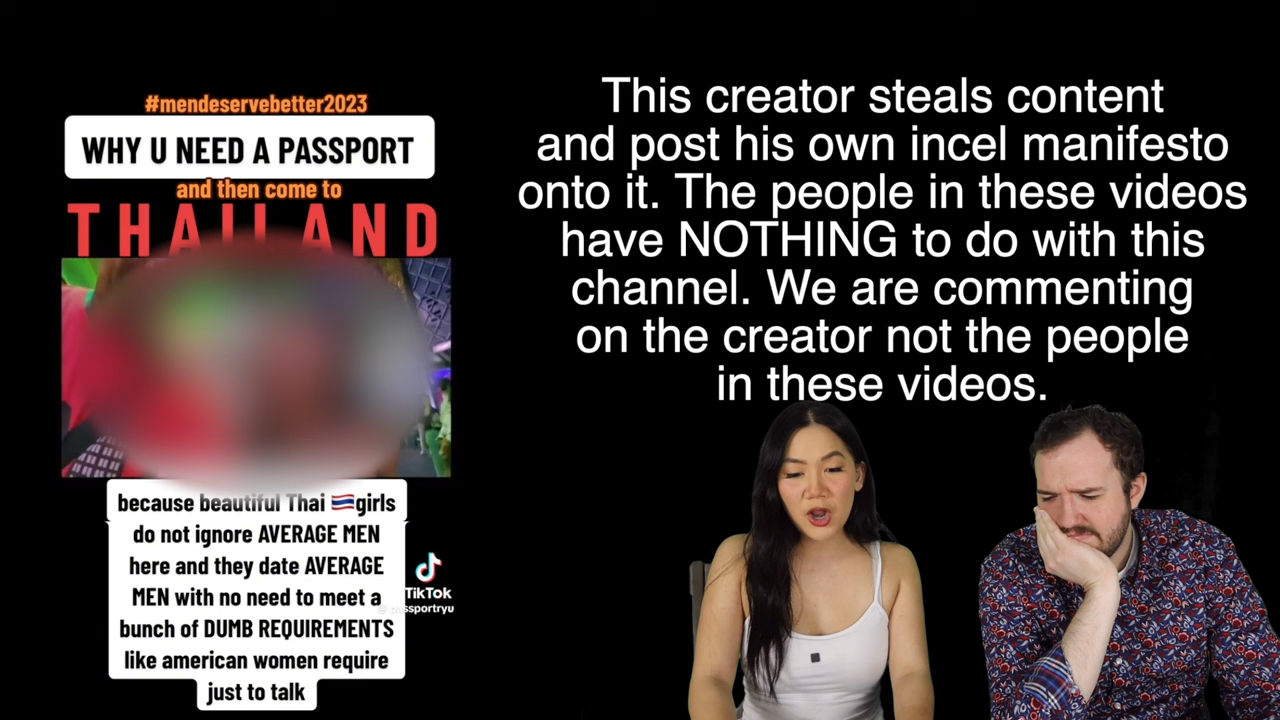 #mendeservebetter2023
WHY U NEED A PASSPORT
and then come to
THAILAND
because beautiful Thai 🇹🇭girls
do not ignore AVERAGE MEN
here and they date AVERAGE
MEN with no need to meet a
bunch of DUMB REQUIREMENTS
like american women require
just to talk
TikTok
This creator steals content
and post his own incel manifesto
onto it. The people in these videos
have NOTHING to do with this
channel. We are commenting
on the creator not the people
in these videos.